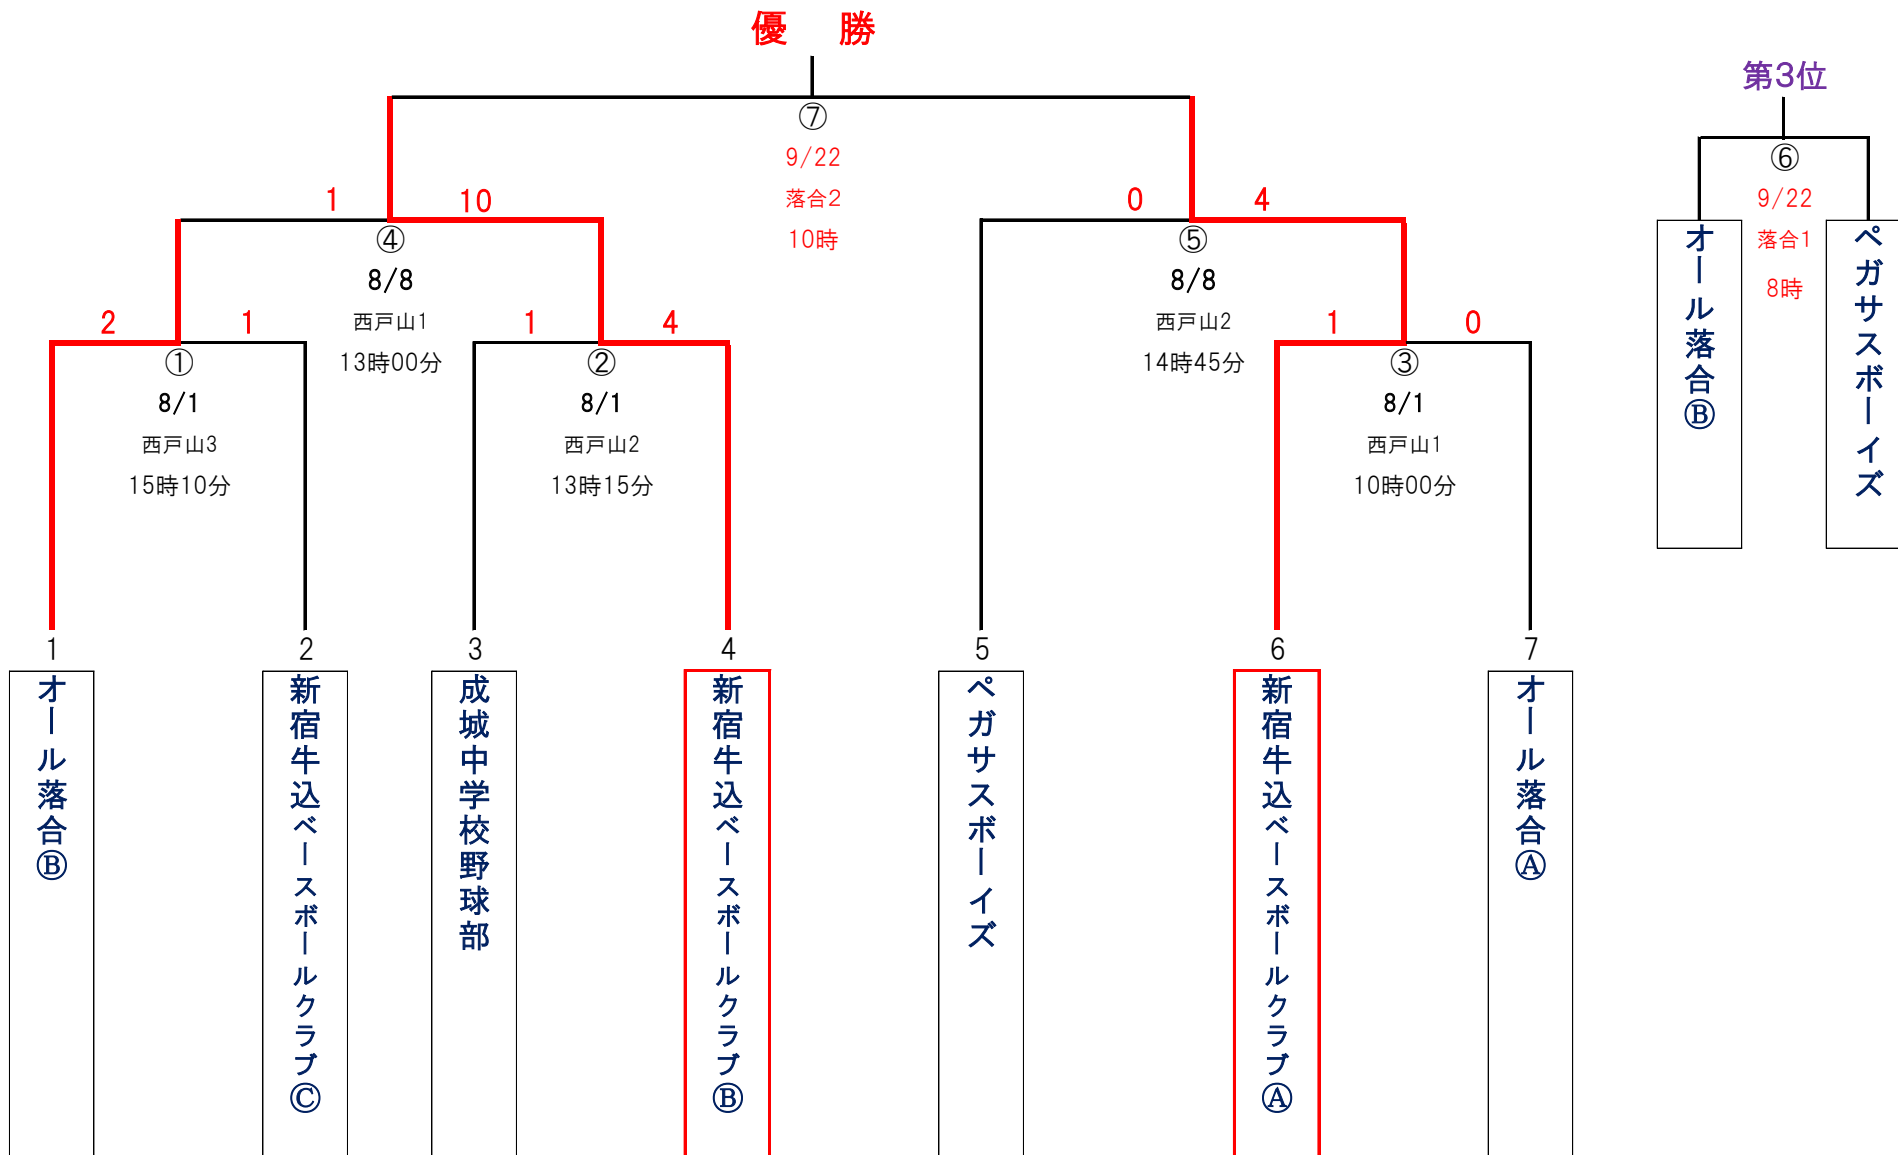 優 勝
第3位
⑦
9/22
落合2
10時
⑥
9/22
落合1
8時
オール落合Ⓑ
ペガサスボーイズ
1 10
④
8/8
西戸山1
13時00分
0 4
⑤
8/8
西戸山2
14時45分
2 1
①
8/1
西戸山3
15時10分
1 4
②
8/1
西戸山2
13時15分
1 0
③
8/1
西戸山1
10時00分
1
オール落合Ⓑ
2
新宿牛込ベースボールクラブⒸ
3
成城中学校野球部
4
新宿牛込ベースボールクラブⒷ
5
ペガサスボーイズ
6
新宿牛込ベースボールクラブⒶ
7
オール落合Ⓐ